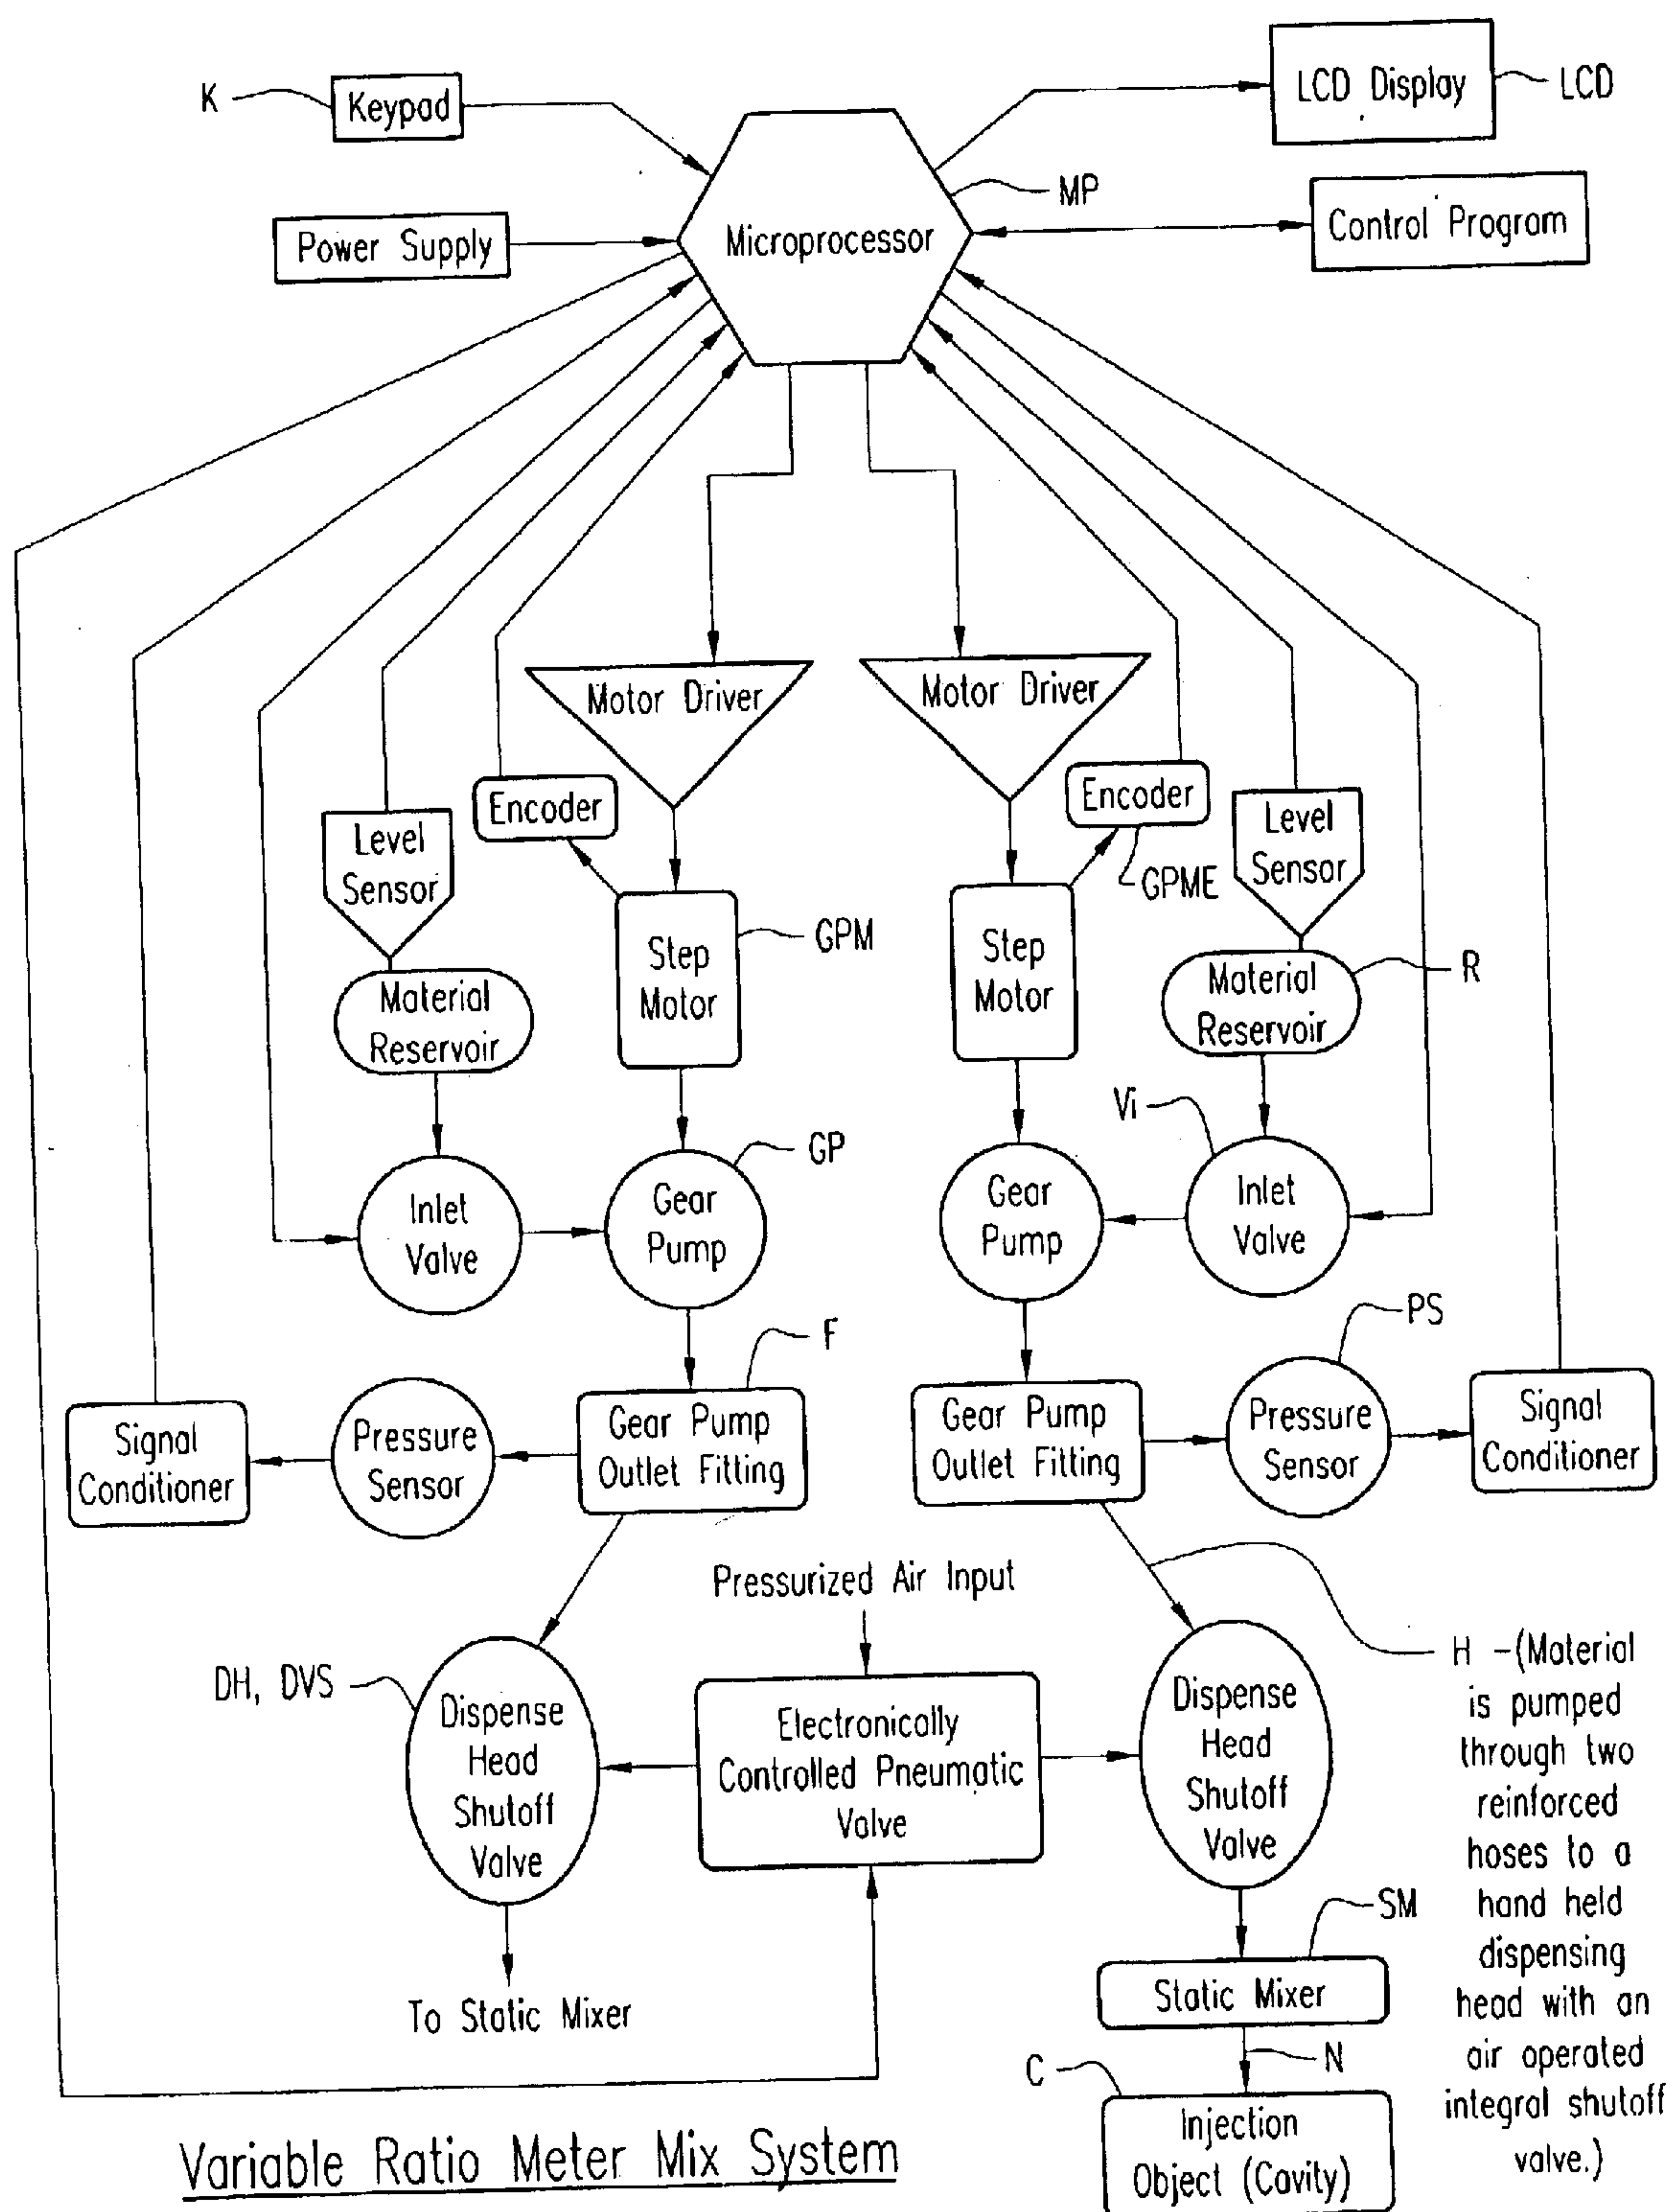 K
Keypad
LCD Display
LCD
MP
Power Supply
Microprocessor
Control Program
Motor Driver
Motor Driver
Encoder
Encoder
GPME
Level
Sensor
Level
Sensor
Step
Motor
GPM
Step
Motor
Material
Reservoir
Material
Reservoir
R
Vi
Inlet
Valve
Gear
Pump
GP
Gear
Pump
Inlet
Valve
F
PS
Signal
Conditioner
Pressure
Sensor
Gear Pump
Outlet Fitting
Gear Pump
Outlet Fitting
Pressure
Sensor
Signal
Conditioner
Pressurized Air Input
DH, DVS
Dispense
Head
Shutoff
Valve
Electronically
Controlled Pneumatic
Valve
Dispense
Head
Shutoff
Valve
H -(Material
is pumped
through two
reinforced
hoses to a
hand held
dispensing
head with an
air operated
integral shutoff
valve.)
SM
To Static Mixer
Static Mixer
N
C
Injection
Object (Cavity)
Variable Ratio Meter Mix System